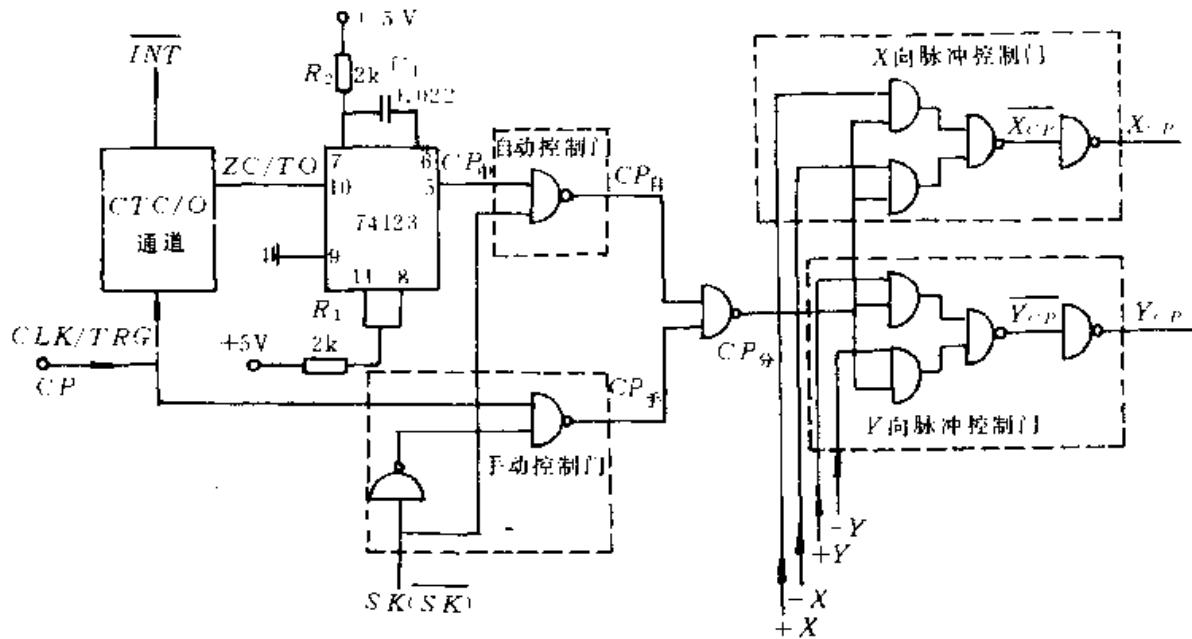 +5V
INT
R2
2k
.022
X向脉冲控制门
7
6
自动控制门
ZC/TO
10
5
CP中
CP自
XCP
XCP
CTC/O
通道
74123
9
11
8
R1
CLK/TRG
CP
+5V
2k
CP手
CP分
YCP
YCP
Y向脉冲控制门
手动控制门
SK(SK)
-Y
+Y
-X
+X